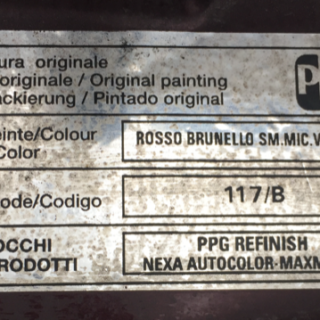 ura originale
originale / Original painting
ackierung / Pintado original
P
einte/Colour
Color
ROSSO BRUNELLO SM.MIC.V
ode/Codigo
117/B
OCCHI
RODOTTI
PPG REFINISH
NEXA AUTOCOLOR-MAXM